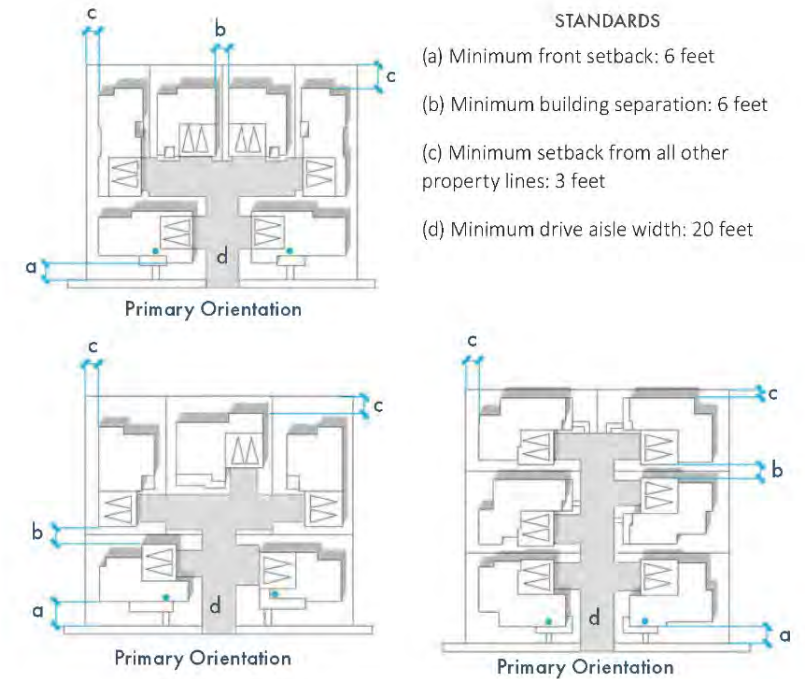 c
b
c
a
d
Primary Orientation
STANDARDS
(a) Minimum front setback: 6 feet
(b) Minimum building separation: 6 feet
(c) Minimum setback from all other
property lines: 3 feet
(d) Minimum drive aisle width: 20 feet
c
c
b
a
d
Primary Orientation
c
c
b
d
a
Primary Orientation